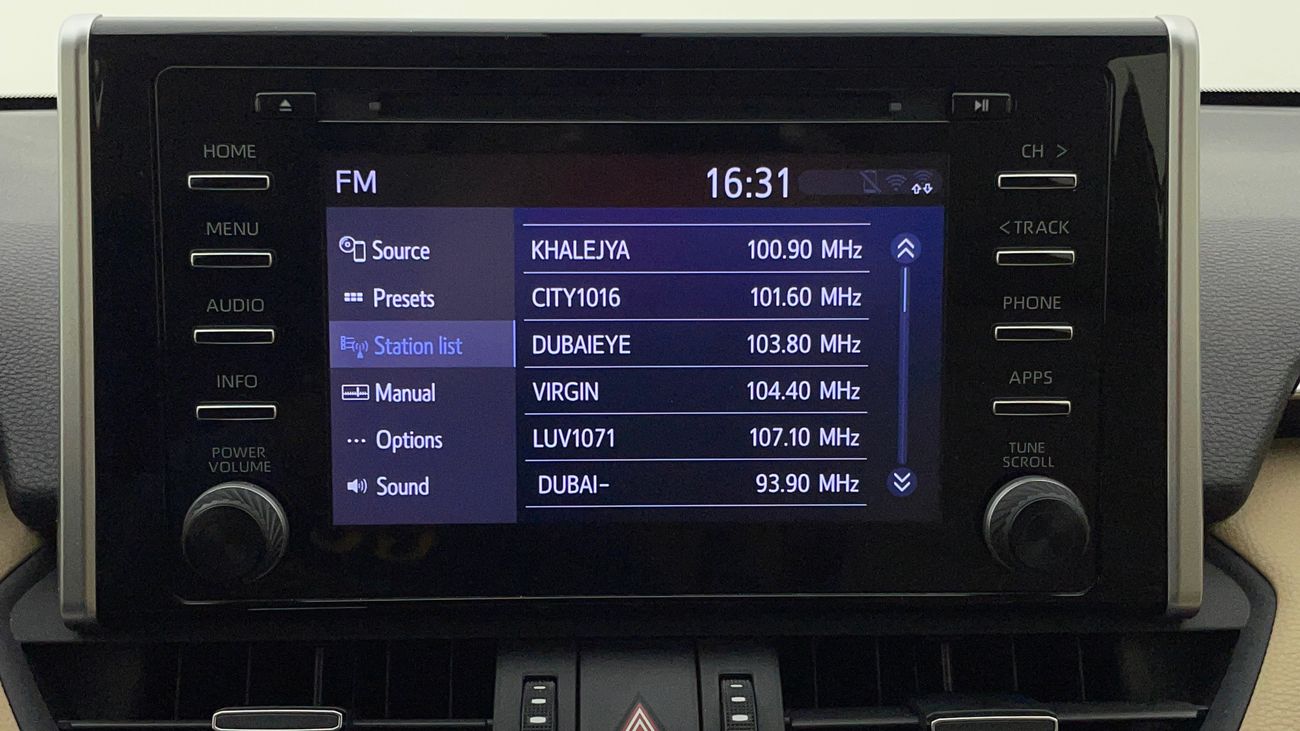 HOME
MENU
AUDIO
INFO
POWER
VOLUME
FM
16:31
Source
Presets
Station list
Manual
Options
Sound
KHALEJYA 100.90 MHz
CITY1016 101.60 MHz
DUBAIEYE 103.80 MHz
VIRGIN 104.40 MHz
LUV1071 107.10 MHz
DUBAI- 93.90 MHz
CH >
< TRACK
PHONE
APPS
TUNE
SCROLL